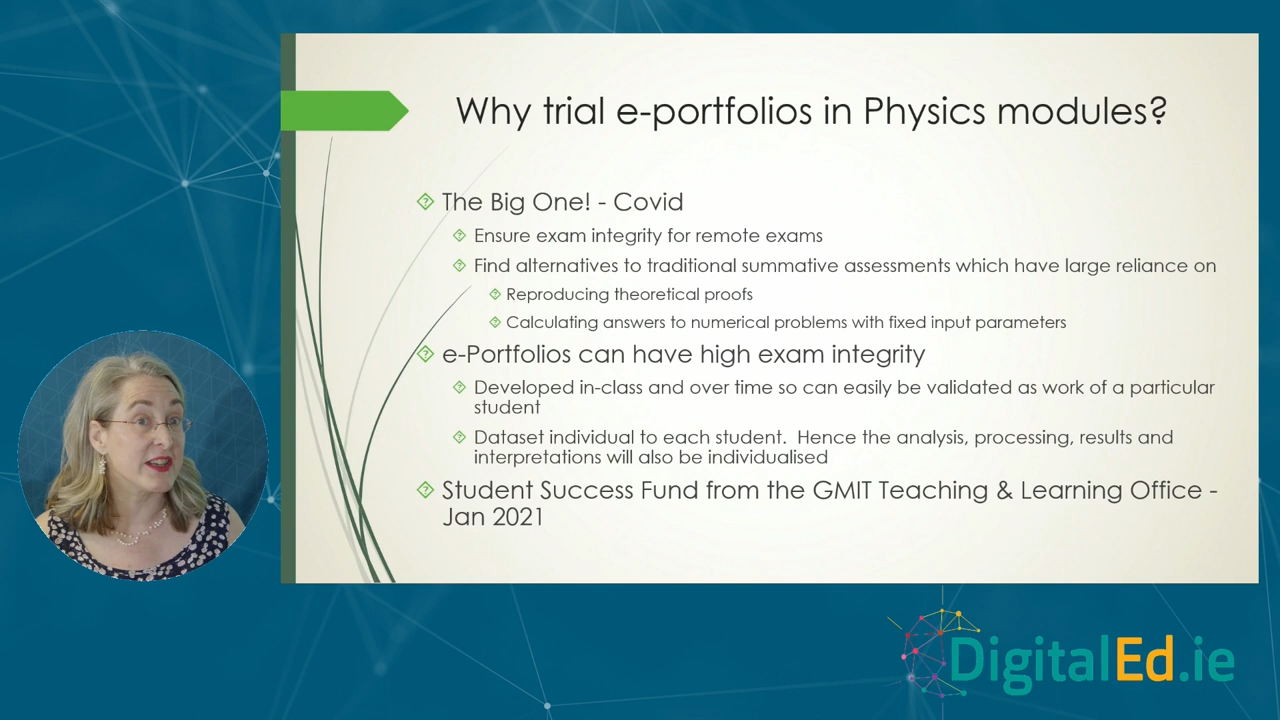 Why trial e-portfolios in Physics modules?
The Big One! - Covid
Ensure exam integrity for remote exams
Find alternatives to traditional summative assessments which have large reliance on
Reproducing theoretical proofs
Calculating answers to numerical problems with fixed input parameters
e-Portfolios can have high exam integrity
Developed in-class and over time so can easily be validated as work of a particular
student
Dataset individual to each student.  Hence the analysis, processing, results and
interpretations will also be individualised
Student Success Fund from the GMIT Teaching & Learning Office -
Jan 2021
DigitalEd.ie